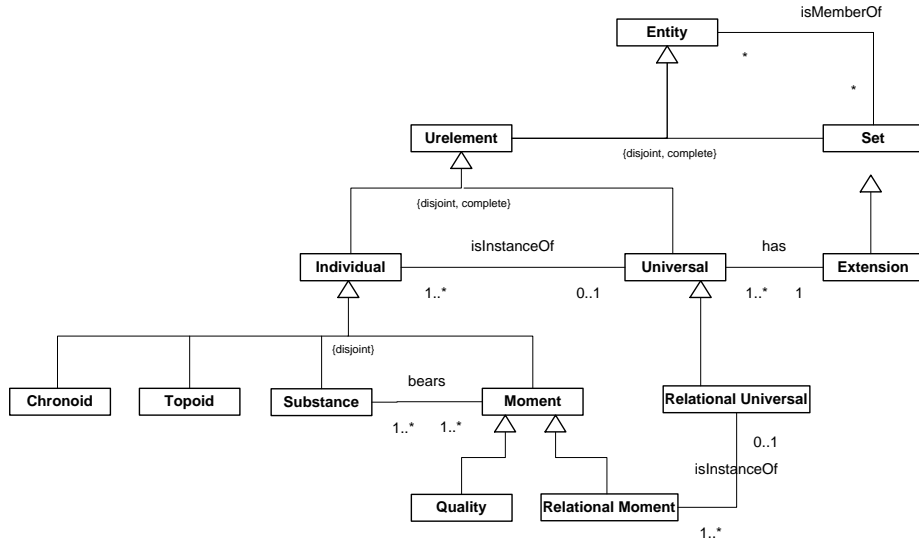 isMemberOf
Entity
*
*
Urelement
Set
{disjoint, complete}
{disjoint, complete}
isInstanceOf
has
Individual
Universal
Extension
1..*
0..1
1..*
1
{disjoint}
bears
Chronoid
Topoid
Substance
Moment
Relational Universal
1..*
1..*
0..1
isInstanceOf
Quality
Relational Moment
1..*